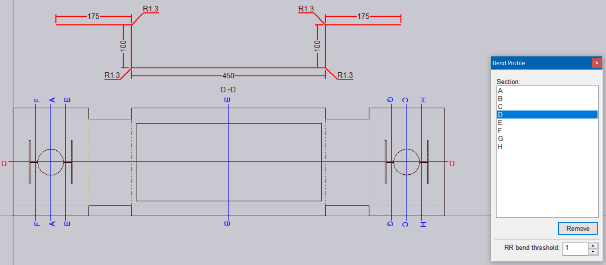 R1.3
R1.3
175
175
100
100
R1.3
R1.3
450
D -D
F A E
B
G C H
D
D
F A E
B
G C H
Bend Profile
Section:
A
B
C
D
E
F
G
H
Remove
RR bend threshold: 1